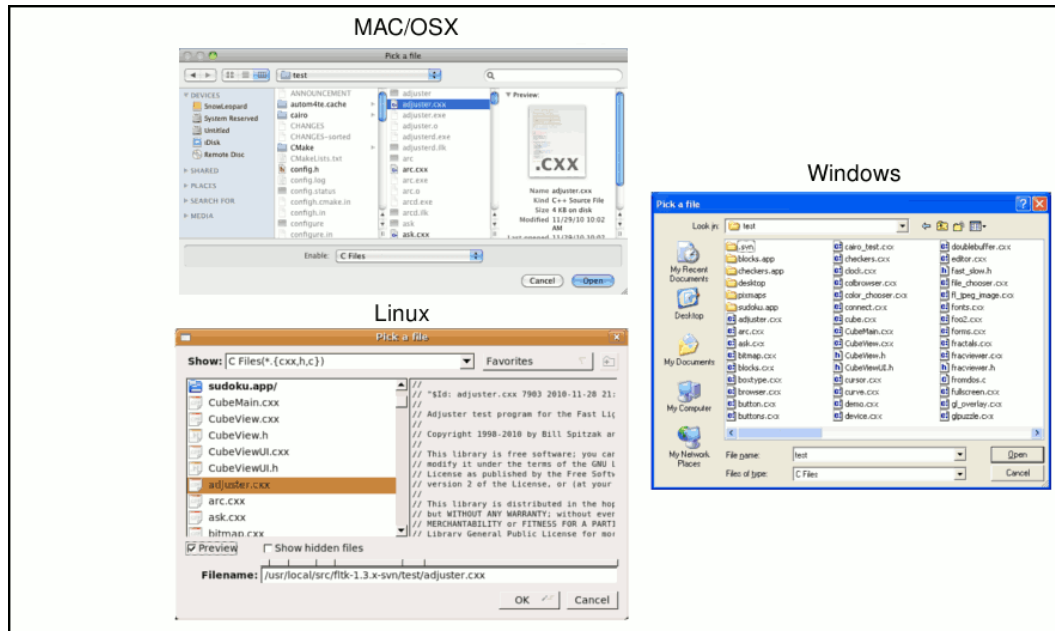 MAC/OSX
Pick a file
test
DEVICES
SnowLeopard
System Reserved
Untitled
iDisk
Remote Disc
SHARED
PLACES
SEARCH FOR
MEDIA
ANNOUNCEMENT
autom4te.cache
cairo
CHANGES
CHANGES-sorted
CMake
CMakeLists.txt
config.h
config.log
config.status
configh.cmake.in
configh.in
configure
configure.in
adjuster
adjuster.cxx
adjuster.exe
adjuster.o
adjusterd.exe
adjusterd.ilk
arc
arc.cxx
arc.exe
arc.o
arcd.exe
arcd.ilk
ask
ask.cxx
Preview:
.CXX
Name adjuster.cxx
Kind C++ Source File
Size 4 KB on disk
Modified 11/29/10 10:02
AM
Last opened 11/29/10 10:02
Enable: C Files
Cancel Open
Linux
Pick a file
Show: C Files(*.{cxx,h,c}) Favorites
sudoku.app/
CubeMain.cxx
CubeView.cxx
CubeView.h
CubeViewUI.cxx
CubeViewUI.h
adjuster.cxx
arc.cxx
ask.cxx
bitmap.cxx
//
// "$Id: adjuster.cxx 7903 2010-11-28 21:
//
// Adjuster test program for the Fast Lig
//
// Copyright 1998-2010 by Bill Spitzak an
//
// This library is free software; you can
// modify it under the terms of the GNU L
// License as published by the Free Softw
// version 2 of the License, or (at your
//
// This library is distributed in the hop
// but WITHOUT ANY WARRANTY; without even
// MERCHANTABILITY or FITNESS FOR A PARTI
// Library General Public License for mor
Preview Show hidden files
Filename: /usr/local/src/fltk-1.3.x-svn/test/adjuster.cxx
OK Cancel
Windows
Pick a file
Look in: test
My Recent
Documents
Desktop
My Documents
My Computer
My Network
Places
.svn
blocks.app
checkers.app
desktop
pixmaps
sudoku.app
adjuster.cxx
arc.cxx
ask.cxx
bitmap.cxx
blocks.cxx
boxtype.cxx
browser.cxx
button.cxx
buttons.cxx
cairo_test.cxx
checkers.cxx
clock.cxx
colbrowser.cxx
color_chooser.cxx
connect.cxx
cube.cxx
CubeMain.cxx
CubeView.cxx
CubeView.h
CubeViewUI.h
cursor.cxx
curve.cxx
demo.cxx
device.cxx
doublebuffer.cxx
editor.cxx
fast_slow.h
file_chooser.cxx
fl_jpeg_image.cxx
fonts.cxx
foo2.cxx
forms.cxx
fractals.cxx
fracviewer.cxx
fracviewer.h
fromdos.c
fullscreen.cxx
gl_overlay.cxx
glpuzzle.cxx
File name: test Open
Files of type: C Files Cancel